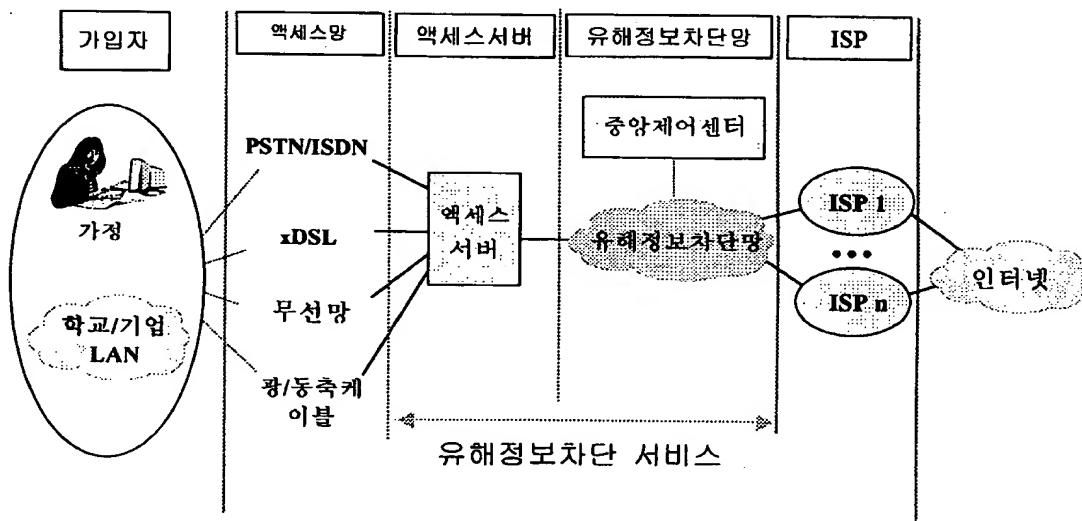 가입자
액세스망
액세스서버
유해정보차단망
ISP
중앙제어센터
PSTN/ISDN
가정
xDSL
무선망
광/동축케
이블
학교/기업
LAN
액세스
서버
유해정보차단망
ISP 1
•••
ISP n
인터넷
유해정보차단 서비스